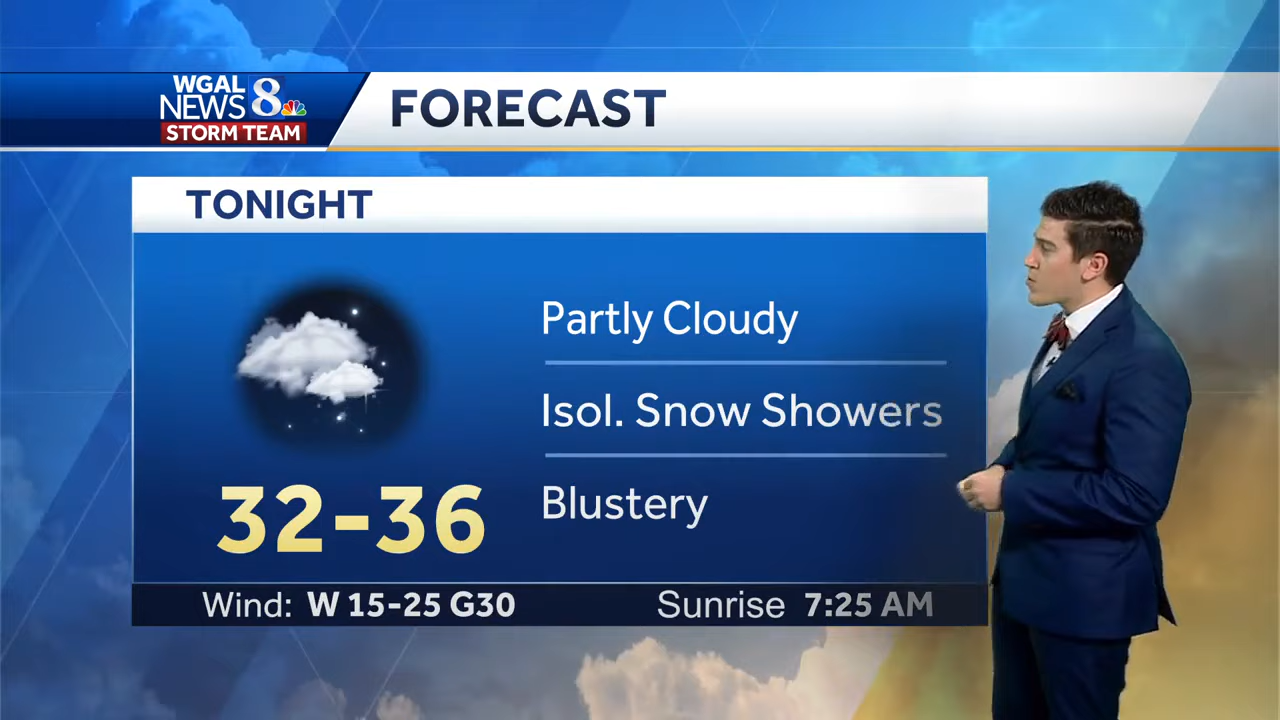 WGAL
NEWS 8
STORM TEAM
FORECAST
TONIGHT
Partly Cloudy
Isol. Snow Showers
32-36
Blustery
Wind: W 15-25 G30
Sunrise 7:25 AM